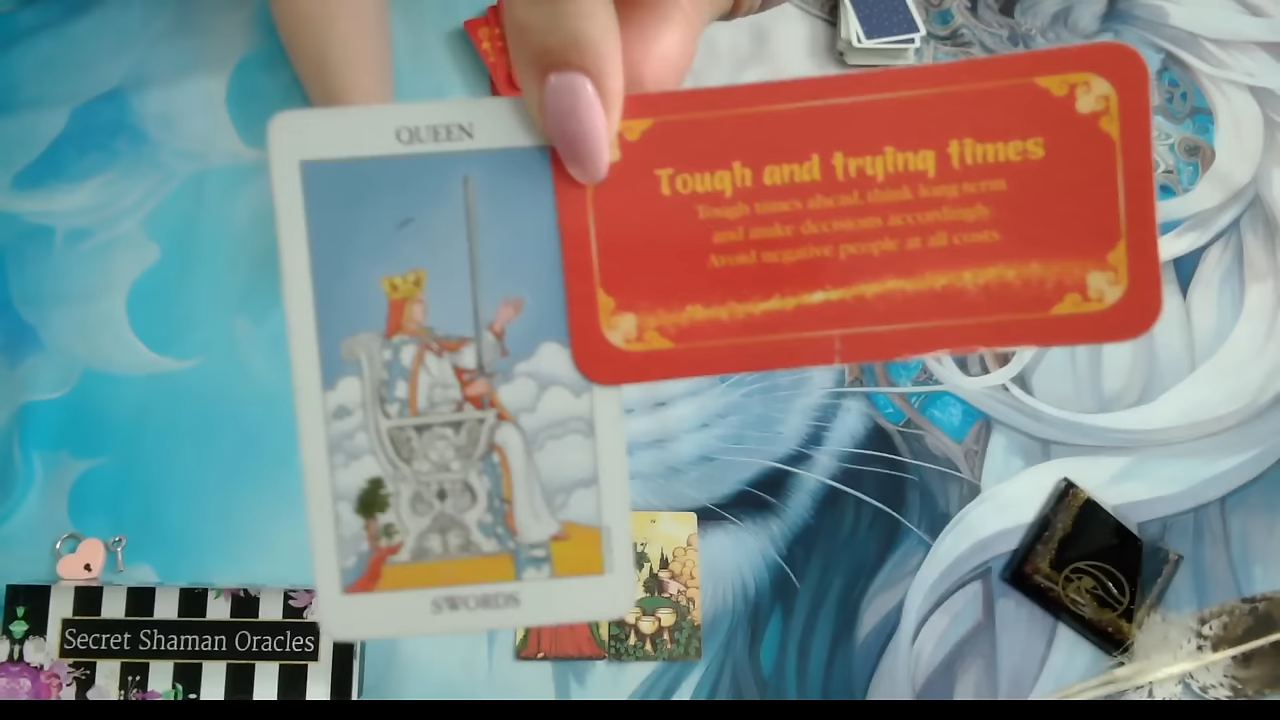 QUEEN
SWORDS
Tough and trying times
Tough times ahead, think long-term
and make decisions accordingly.
Avoid negative people at all costs.
Secret Shaman Oracles